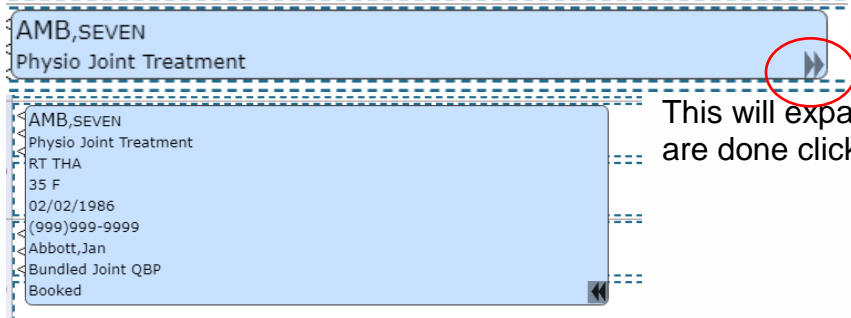 AMB,SEVEN
Physio Joint Treatment
This will expa
are done click
AMB,SEVEN
Physio Joint Treatment
RT THA
35 F
02/02/1986
(999)999-9999
Abbott,Jan
Bundled Joint QBP
Booked